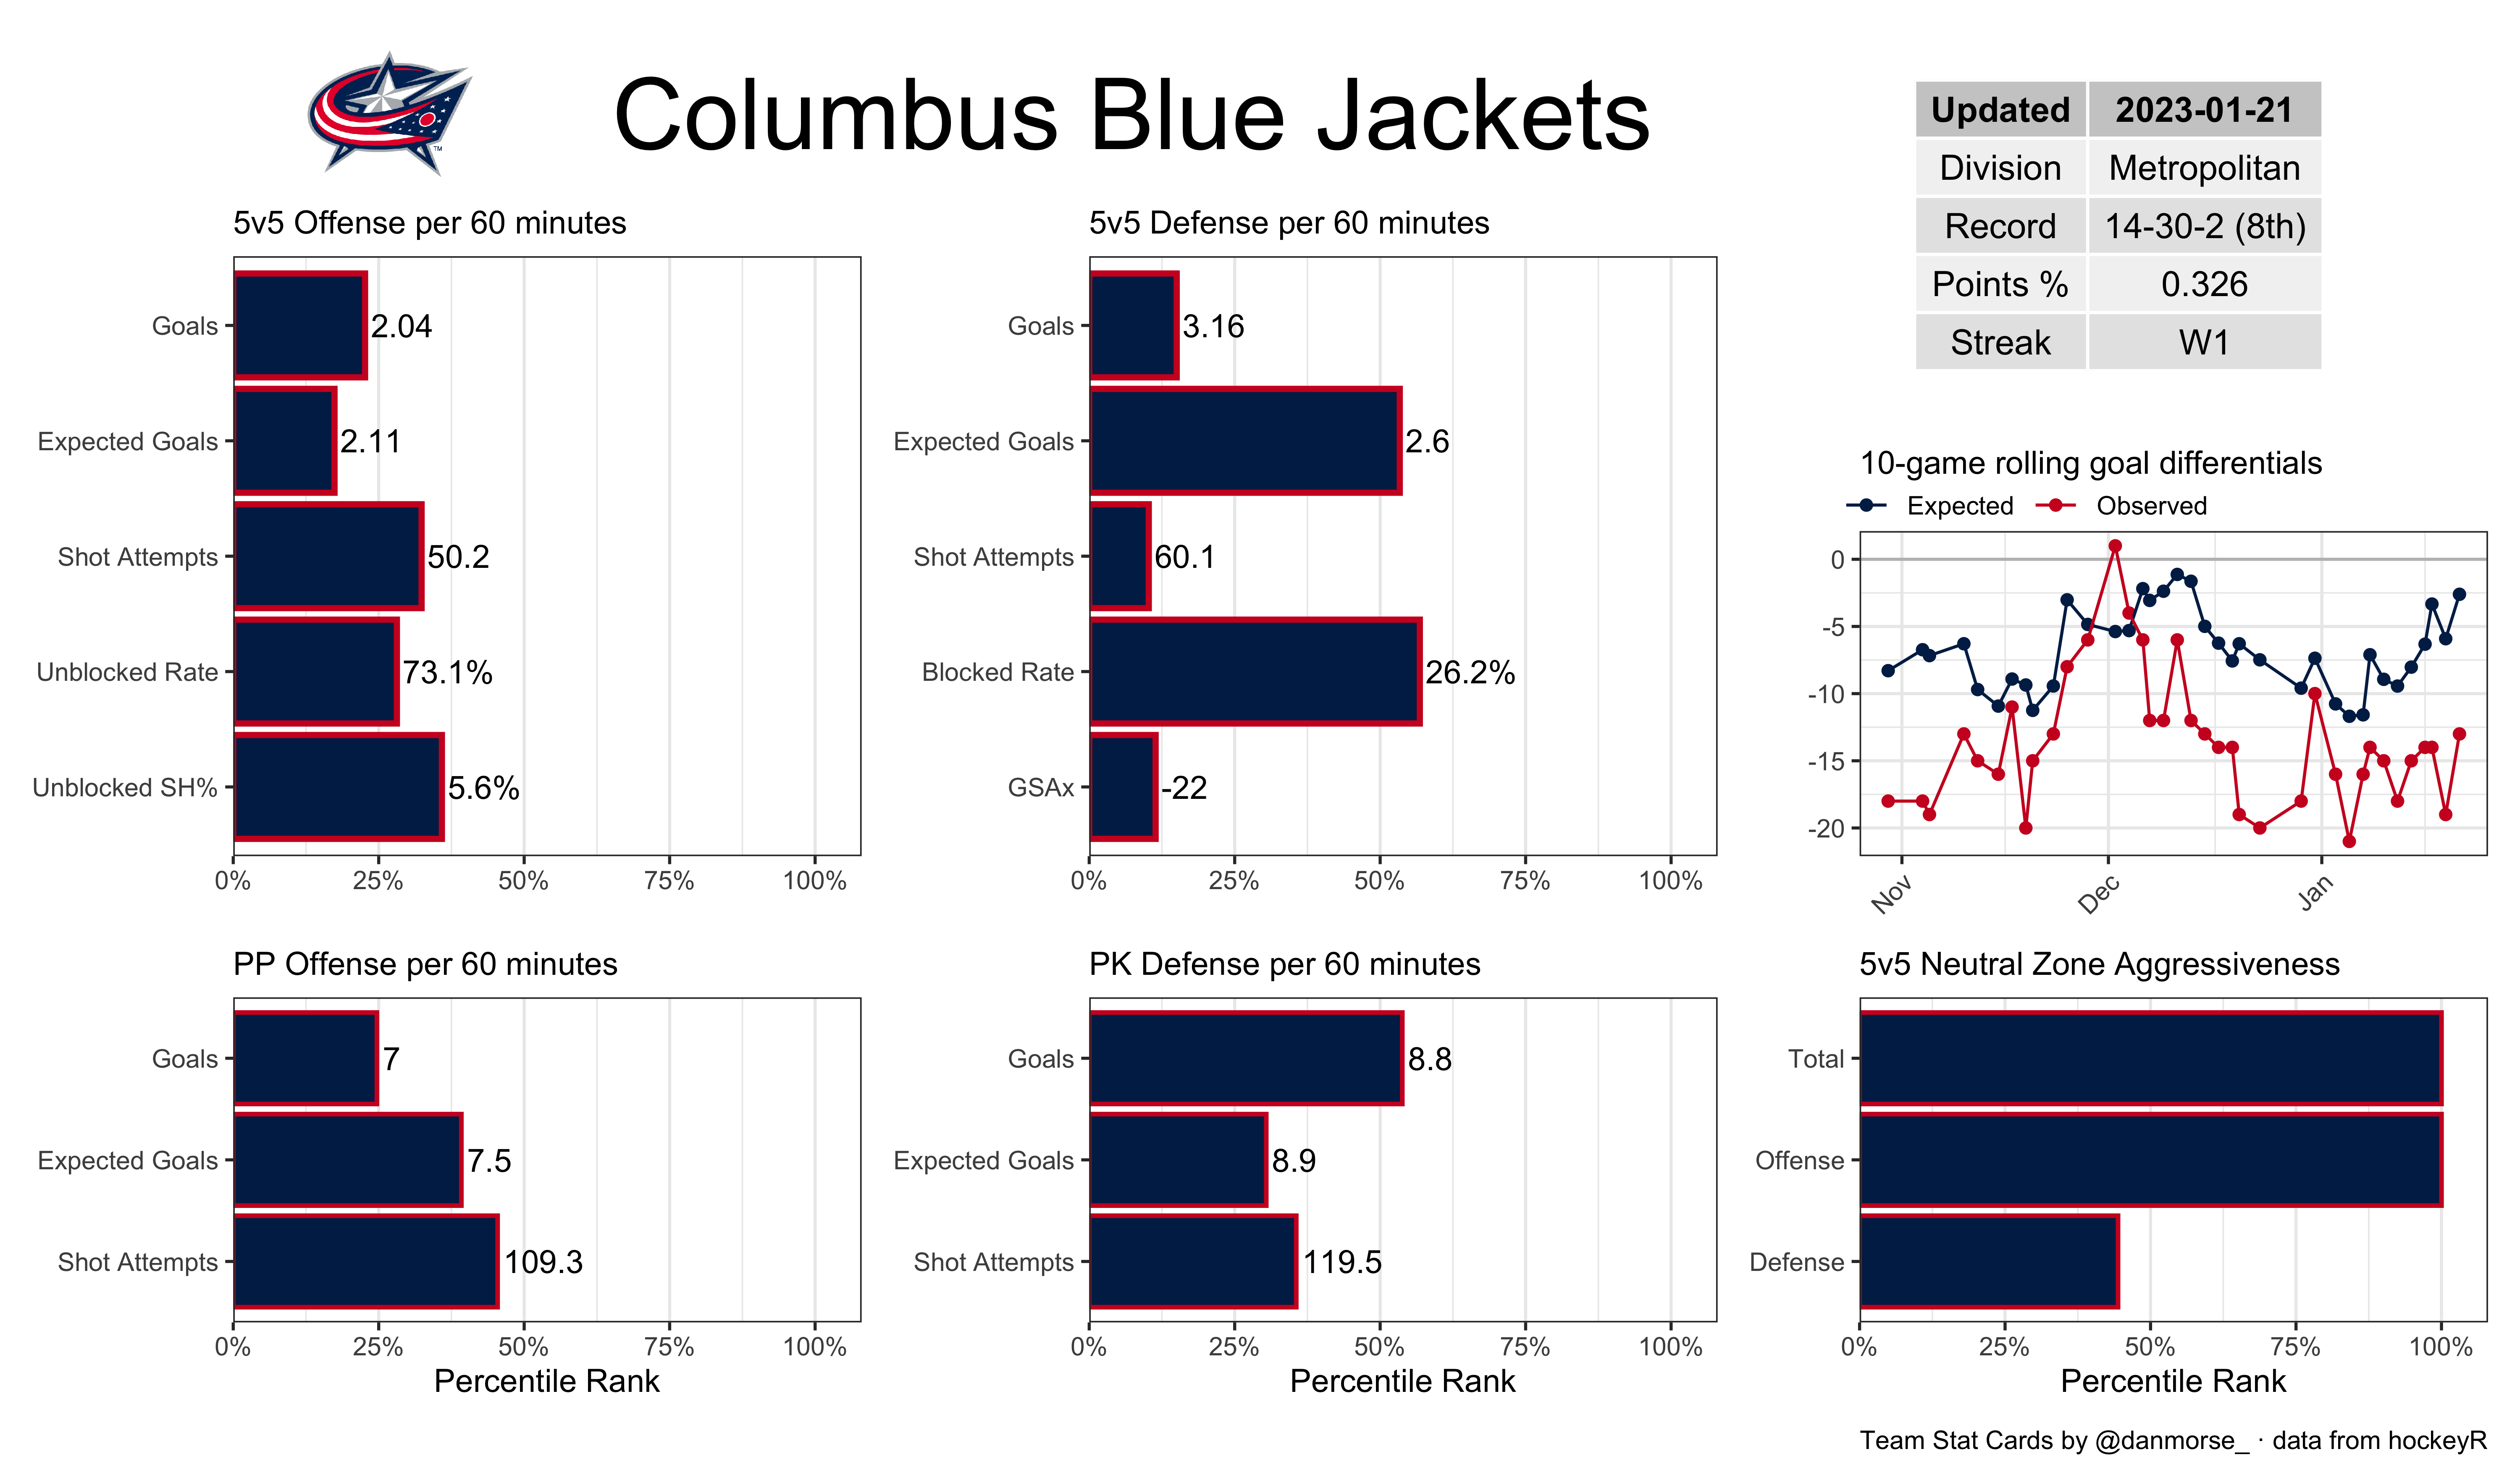 Columbus Blue Jackets
Updated 2023-01-21
Division Metropolitan
Record 14-30-2 (8th)
Points % 0.326
Streak W1
5v5 Offense per 60 minutes
Goals 2.04
Expected Goals 2.11
Shot Attempts 50.2
Unblocked Rate 73.1%
Unblocked SH% 5.6%
0% 25% 50% 75% 100%
5v5 Defense per 60 minutes
Goals 3.16
Expected Goals 2.6
Shot Attempts 60.1
Blocked Rate 26.2%
GSAx -22
0% 25% 50% 75% 100%
10-game rolling goal differentials
Expected Observed
0
-5
-10
-15
-20
Nov Dec Jan
PP Offense per 60 minutes
Goals 7
Expected Goals 7.5
Shot Attempts 109.3
0% 25% 50% 75% 100%
Percentile Rank
PK Defense per 60 minutes
Goals 8.8
Expected Goals 8.9
Shot Attempts 119.5
0% 25% 50% 75% 100%
Percentile Rank
5v5 Neutral Zone Aggressiveness
Total
Offense
Defense
0% 25% 50% 75% 100%
Percentile Rank
Team Stat Cards by @danmorse_ · data from hockeyR